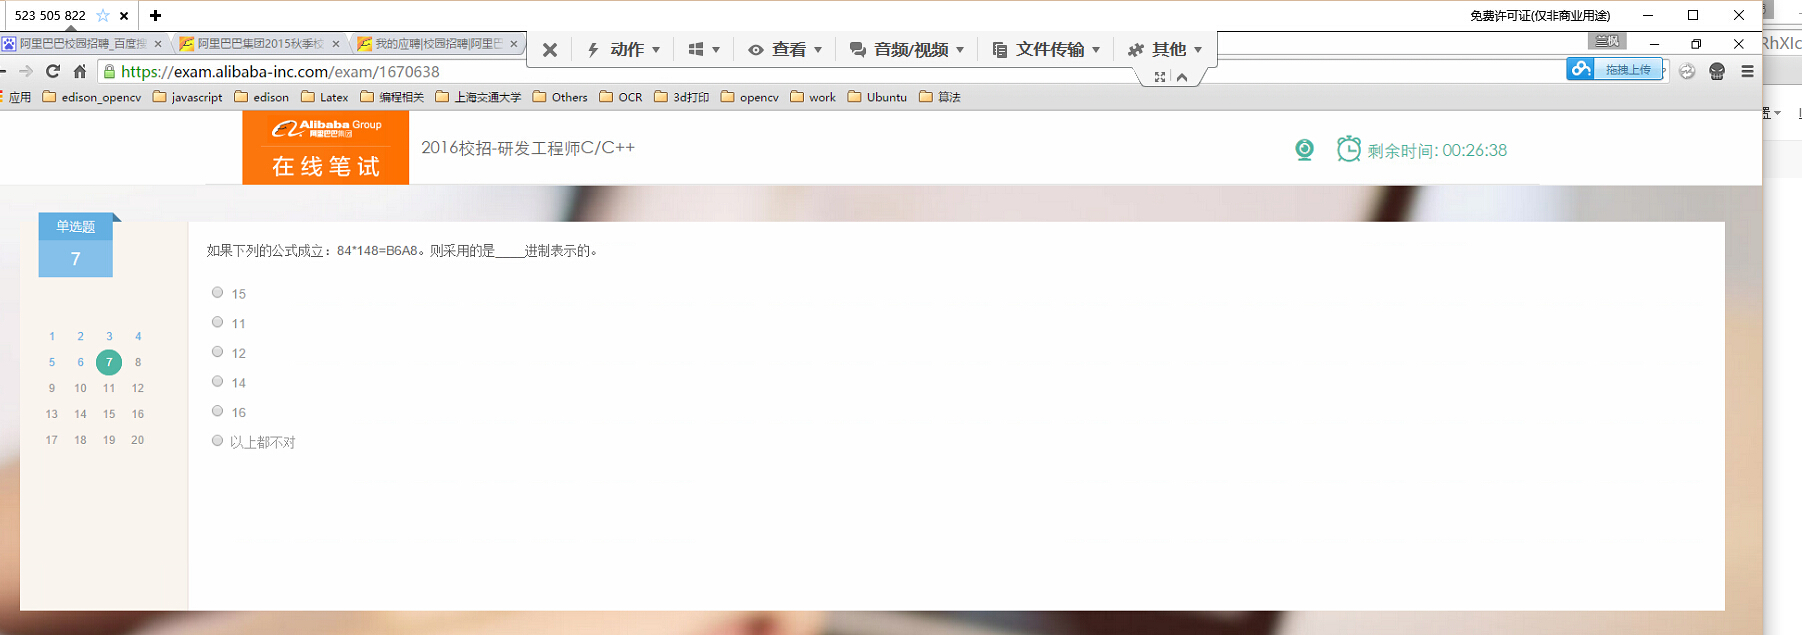 523 505 822
免费许可证(仅非商业用途)
阿里巴巴校园招聘_百度搜
阿里巴巴集团2015秋季校
我的应聘|校园招聘|阿里巴
动作
查看
音频/视频
文件传输
其他
兰枫
RhXIc
https://exam.alibaba-inc.com/exam/1670638
拖拽上传
应用
edison_opencv
javascript
edison
Latex
编程相关
上海交通大学
Others
OCR
3d打印
opencv
work
Ubuntu
算法
置
Alibaba Group
阿里巴巴集团
在线笔试
2016校招-研发工程师C/C++
剩余时间: 00:26:38
单选题
7
如果下列的公式成立：84*148=B6A8。则采用的是____进制表示的。
15
11
12
14
16
以上都不对
1 2 3 4
5 6 7 8
9 10 11 12
13 14 15 16
17 18 19 20